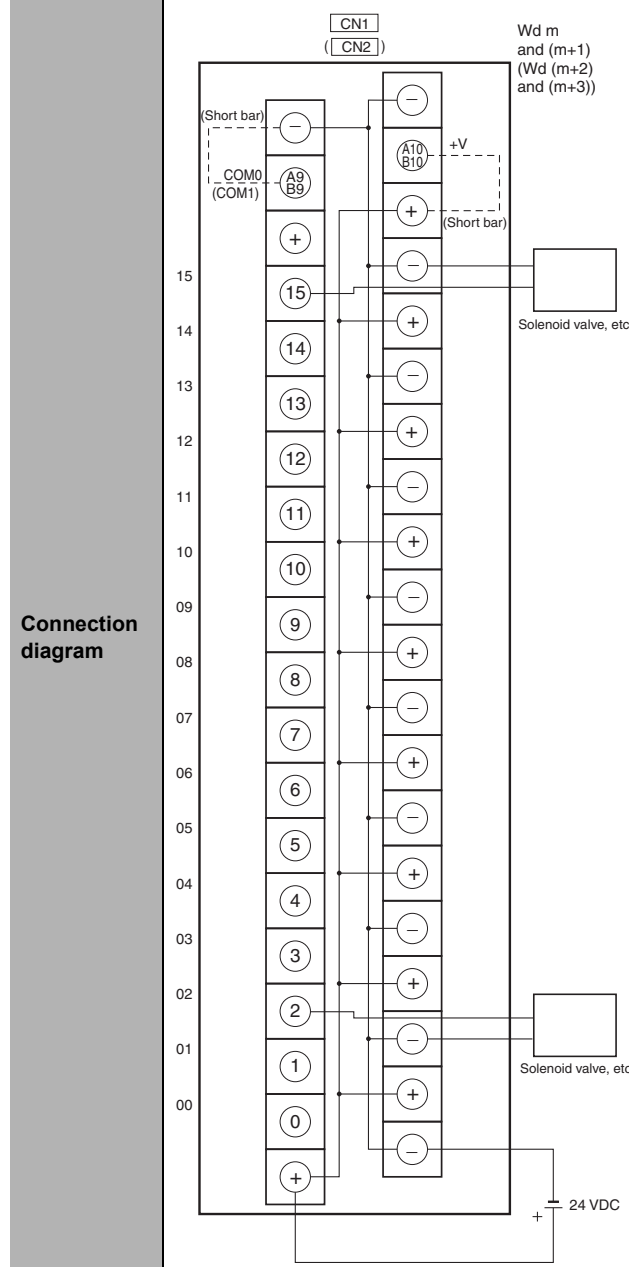 CN1
( CN2 )
Wd m
and (m+1)
(Wd (m+2)
and (m+3))
(Short bar)
−
−
COM0
(COM1)
A9
B9
A10
B10
+V
+
+
(Short bar)
15
15
−
Solenoid valve, etc
14
14
+
13
13
−
12
12
+
11
11
−
10
10
+
09
9
−
08
8
+
07
7
−
06
6
+
05
5
−
04
4
+
03
3
−
02
2
+
01
1
−
Solenoid valve, etc
00
0
+
+
−
+
24 VDC
Connection
diagram